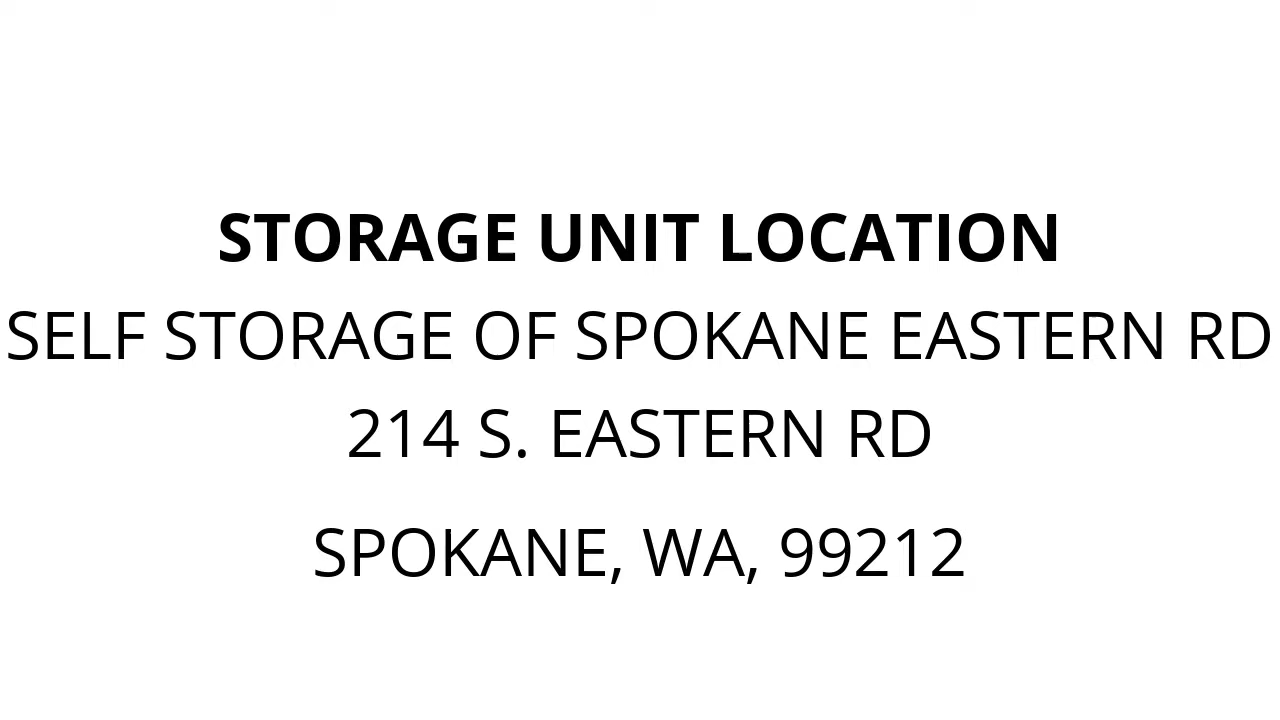 STORAGE UNIT LOCATION
SELF STORAGE OF SPOKANE EASTERN RD
214 S. EASTERN RD
SPOKANE, WA, 99212